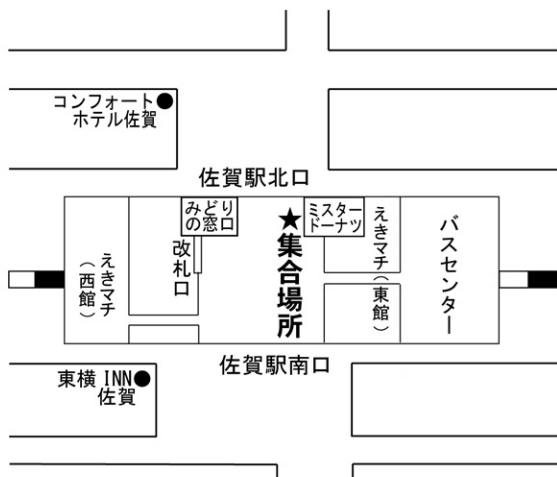 コンフォート
ホテル佐賀
佐賀駅北口
みどり
の窓口
ミスター
ドーナツ
えきマチ
（西館）
改札口
★集合場所
えきマチ（東館）
バスセンター
佐賀駅南口
東横 INN
佐賀